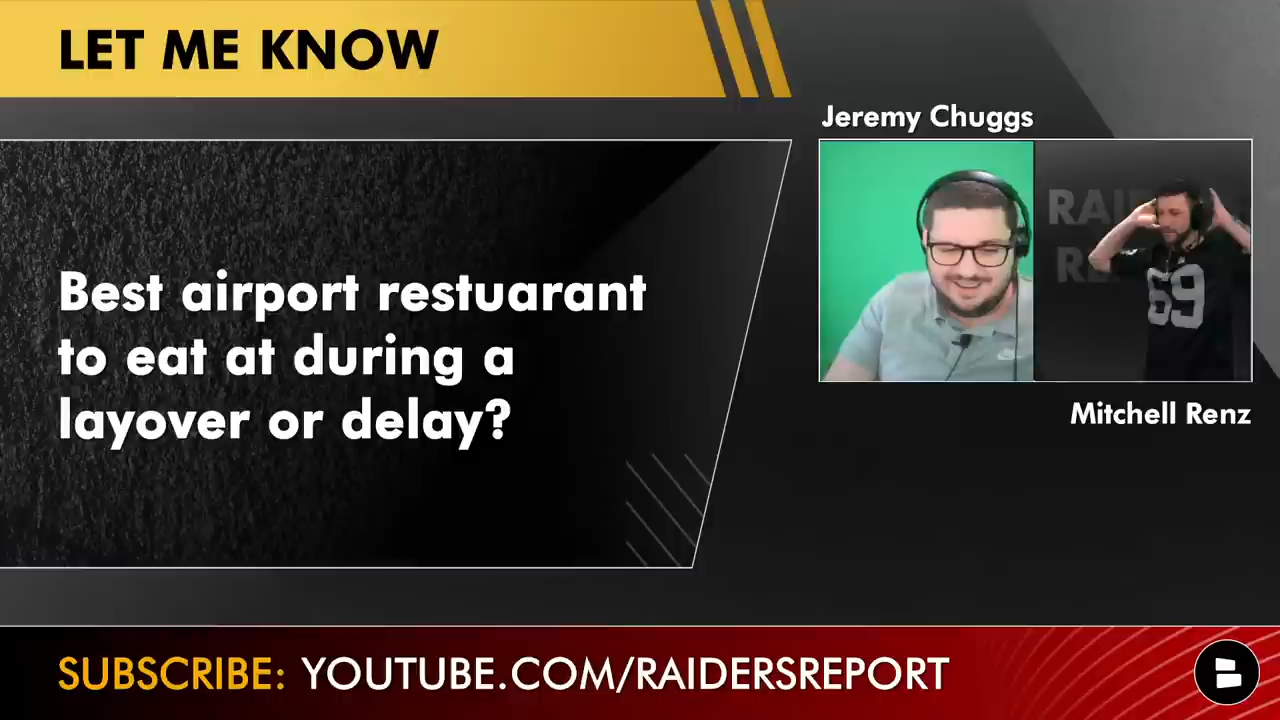 LET ME KNOW
Jeremy Chuggs
Best airport restuarant
to eat at during a
layover or delay?
69
Mitchell Renz
SUBSCRIBE: YOUTUBE.COM/RAIDERSREPORT